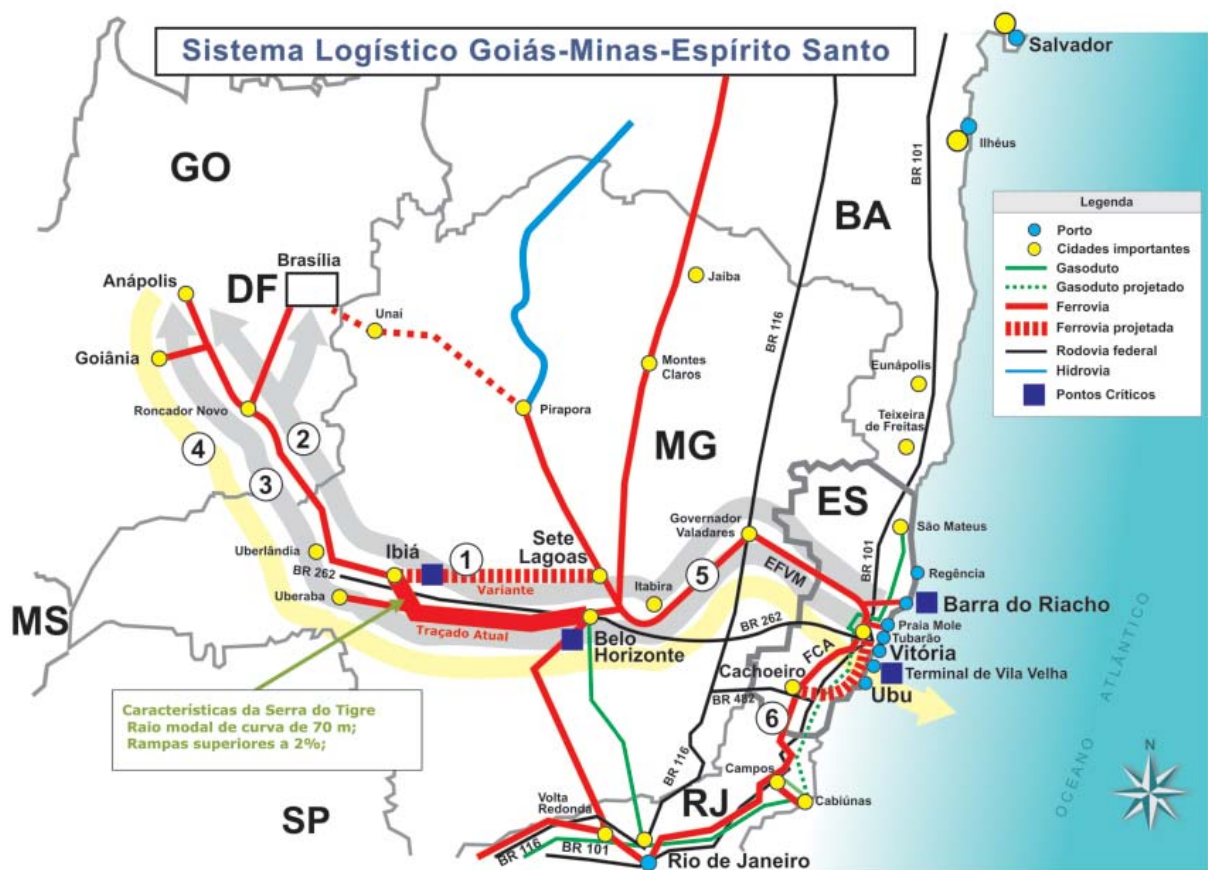 Sistema Logístico Goiás-Minas-Espírito Santo
Salvador
Ilhéus
BR 101
GO
BA
Legenda
Porto
Cidades importantes
Gasoduto
Gasoduto projetado
Ferrovia
Ferrovia projetada
Rodovia federal
Hidrovia
Pontos Críticos
Brasília
Anápolis
DF
Unaí
Jaíba
BR 116
Goiânia
Montes
Claros
Eunápolis
Roncador Novo
Pirapora
Teixeira
de Freitas
4
2
3
MG
ES
Governador
Valadares
São Mateus
Uberlândia
Ibiá
1
Sete
Lagoas
BR 101
BR 262
Variante
Itabira
5
EFVM
Regência
Uberaba
MS
Traçado Atual
Belo
Horizonte
BR 262
Barra do Riacho
Praia Mole
Tubarão
Vitória
FCA
Cachoeiro
Terminal de Vila Velha
Ubu
BR 482
6
Características da Serra do Tigre
Raio modal de curva de 70 m;
Rampas superiores a 2%;
BR 116
Campos
SP
RJ
Cabiúnas
Volta
Redonda
BR 116
BR 101
Rio de Janeiro
OCEANO ATLÂNTICO
N